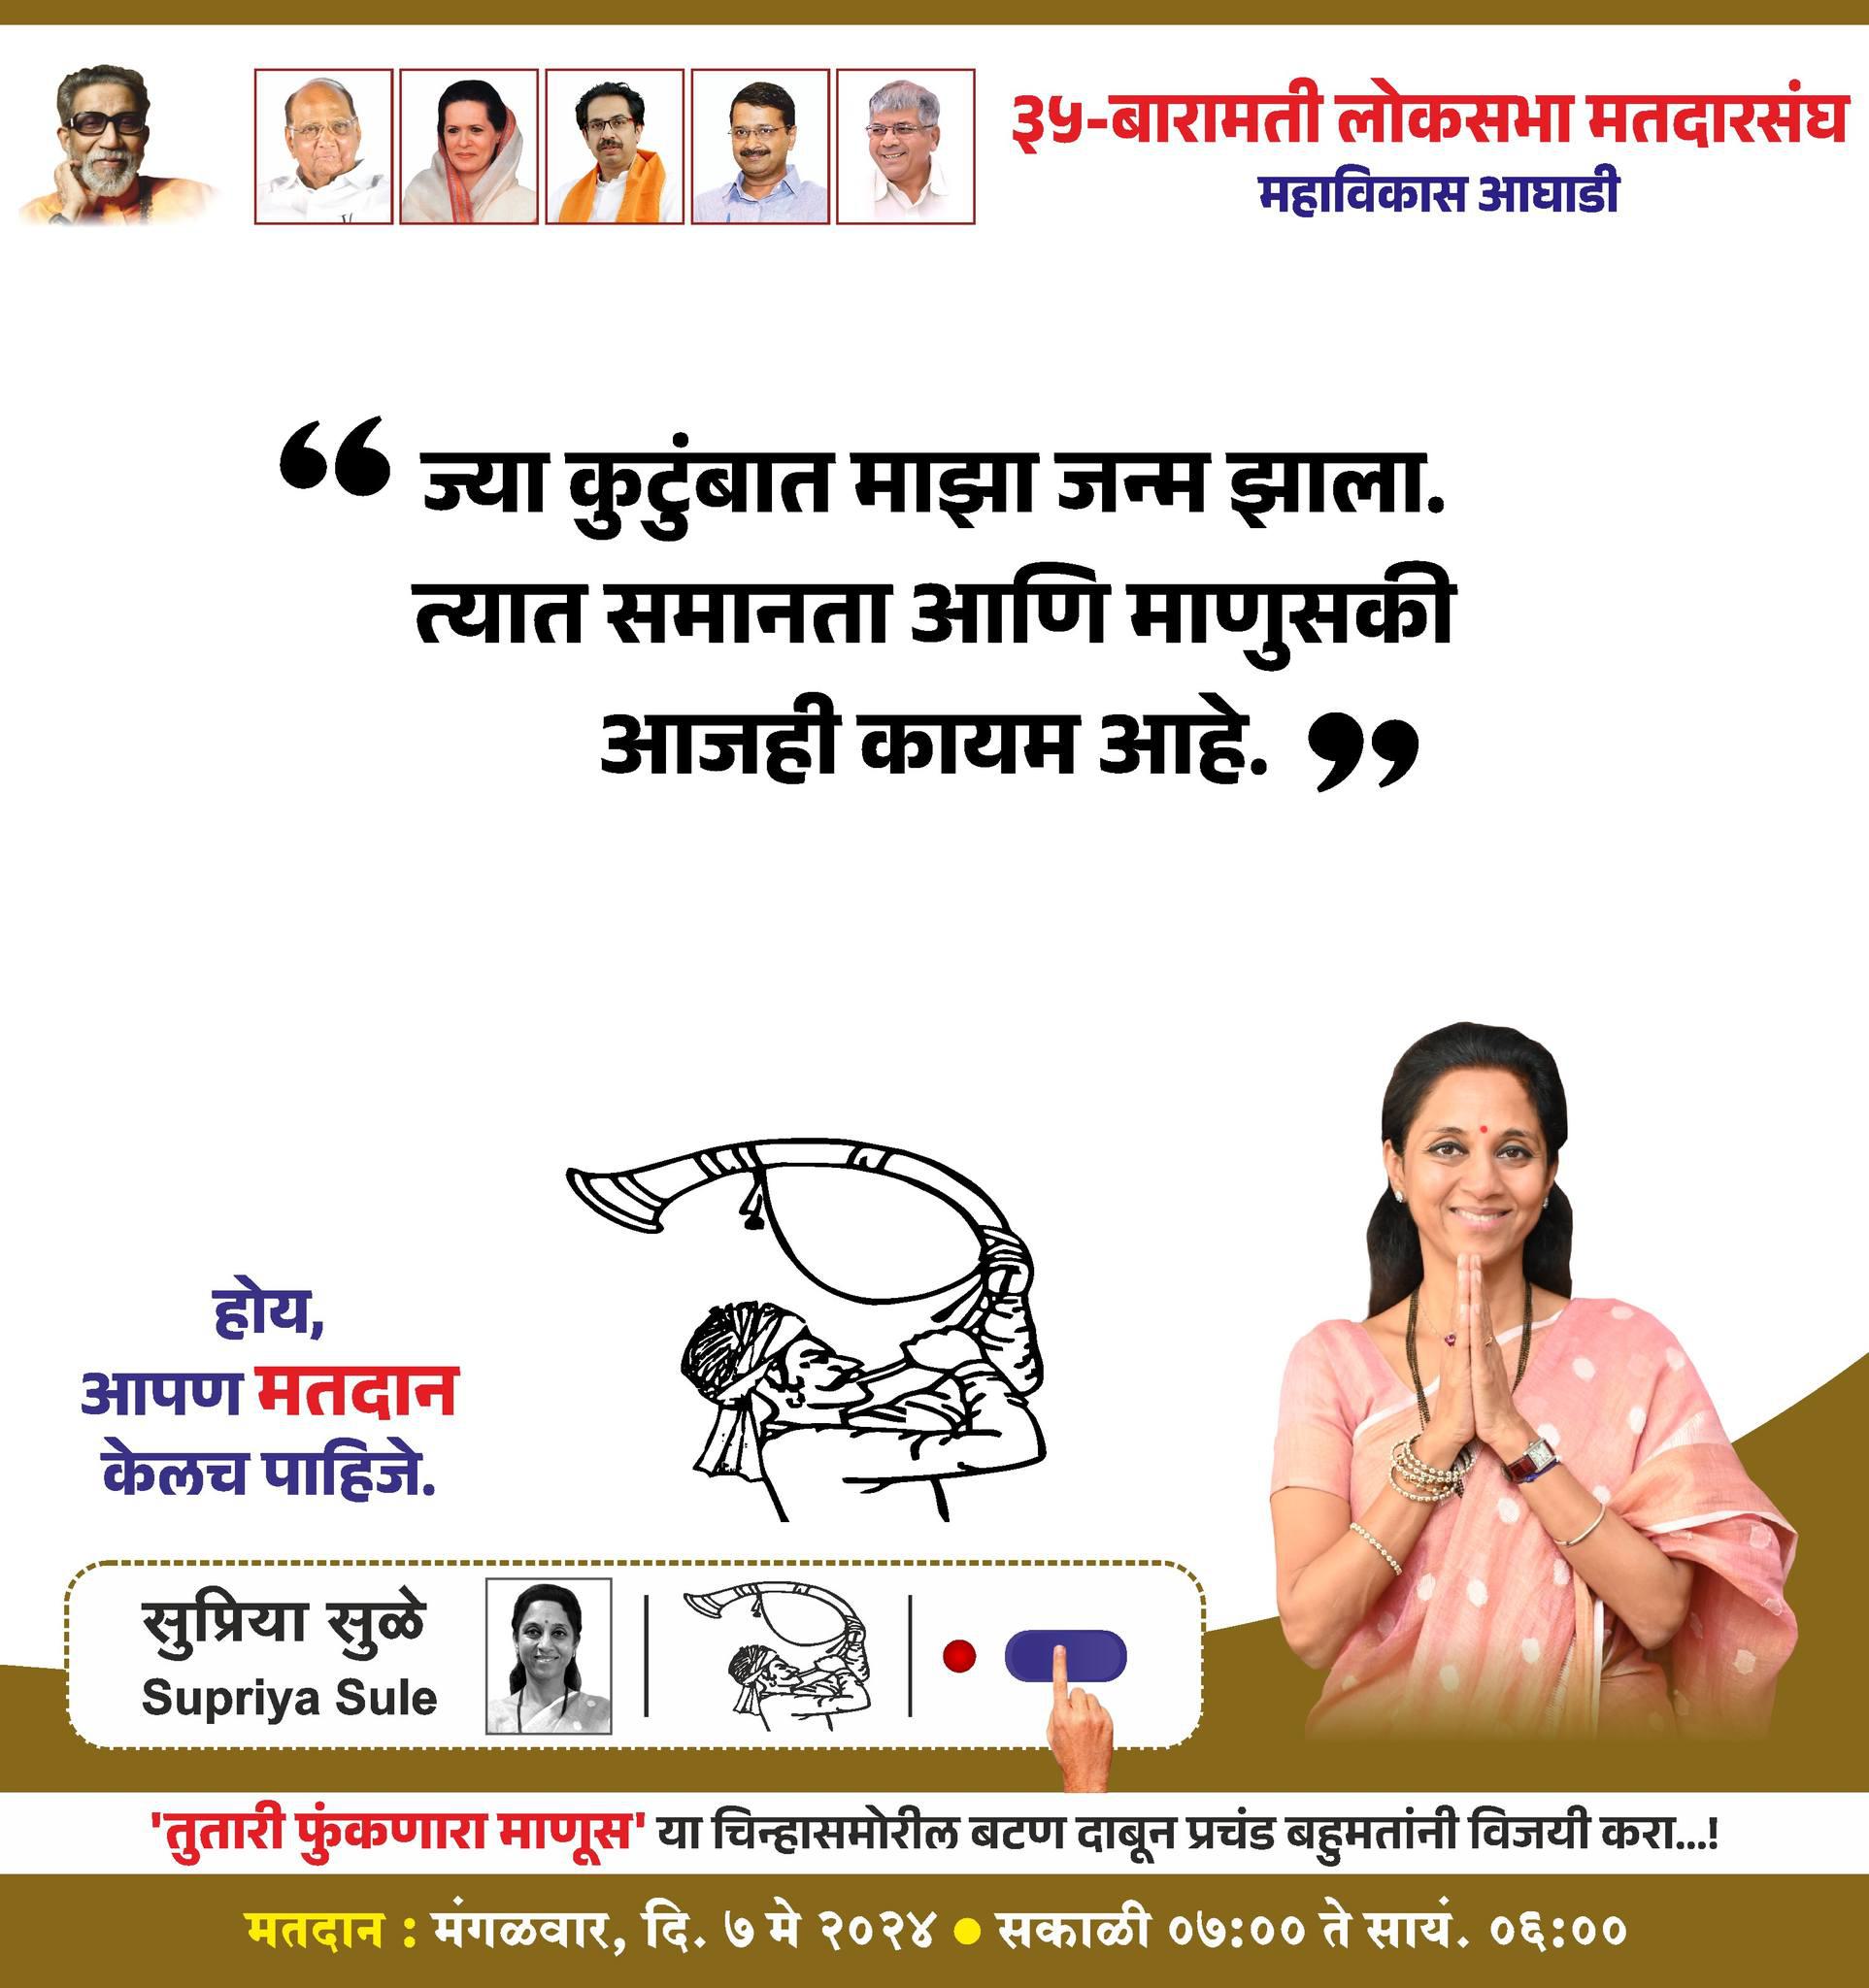 ३५-बारामती लोकसभा मतदारसंघ
महाविकास आघाडी
“ ज्या कुटुंबात माझा जन्म झाला.
त्यात समानता आणि माणुसकी
आजही कायम आहे. ”
होय,
आपण मतदान
केलच पाहिजे.
सुप्रिया सुळे
Supriya Sule
'तुतारी फुंकणारा माणूस' या चिन्हासमोरील बटण दाबून प्रचंड बहुमतांनी विजयी करा...!
मतदान : मंगळवार, दि. ७ मे २०२४ ● सकाळी ०७:०० ते सायं. ०६:००